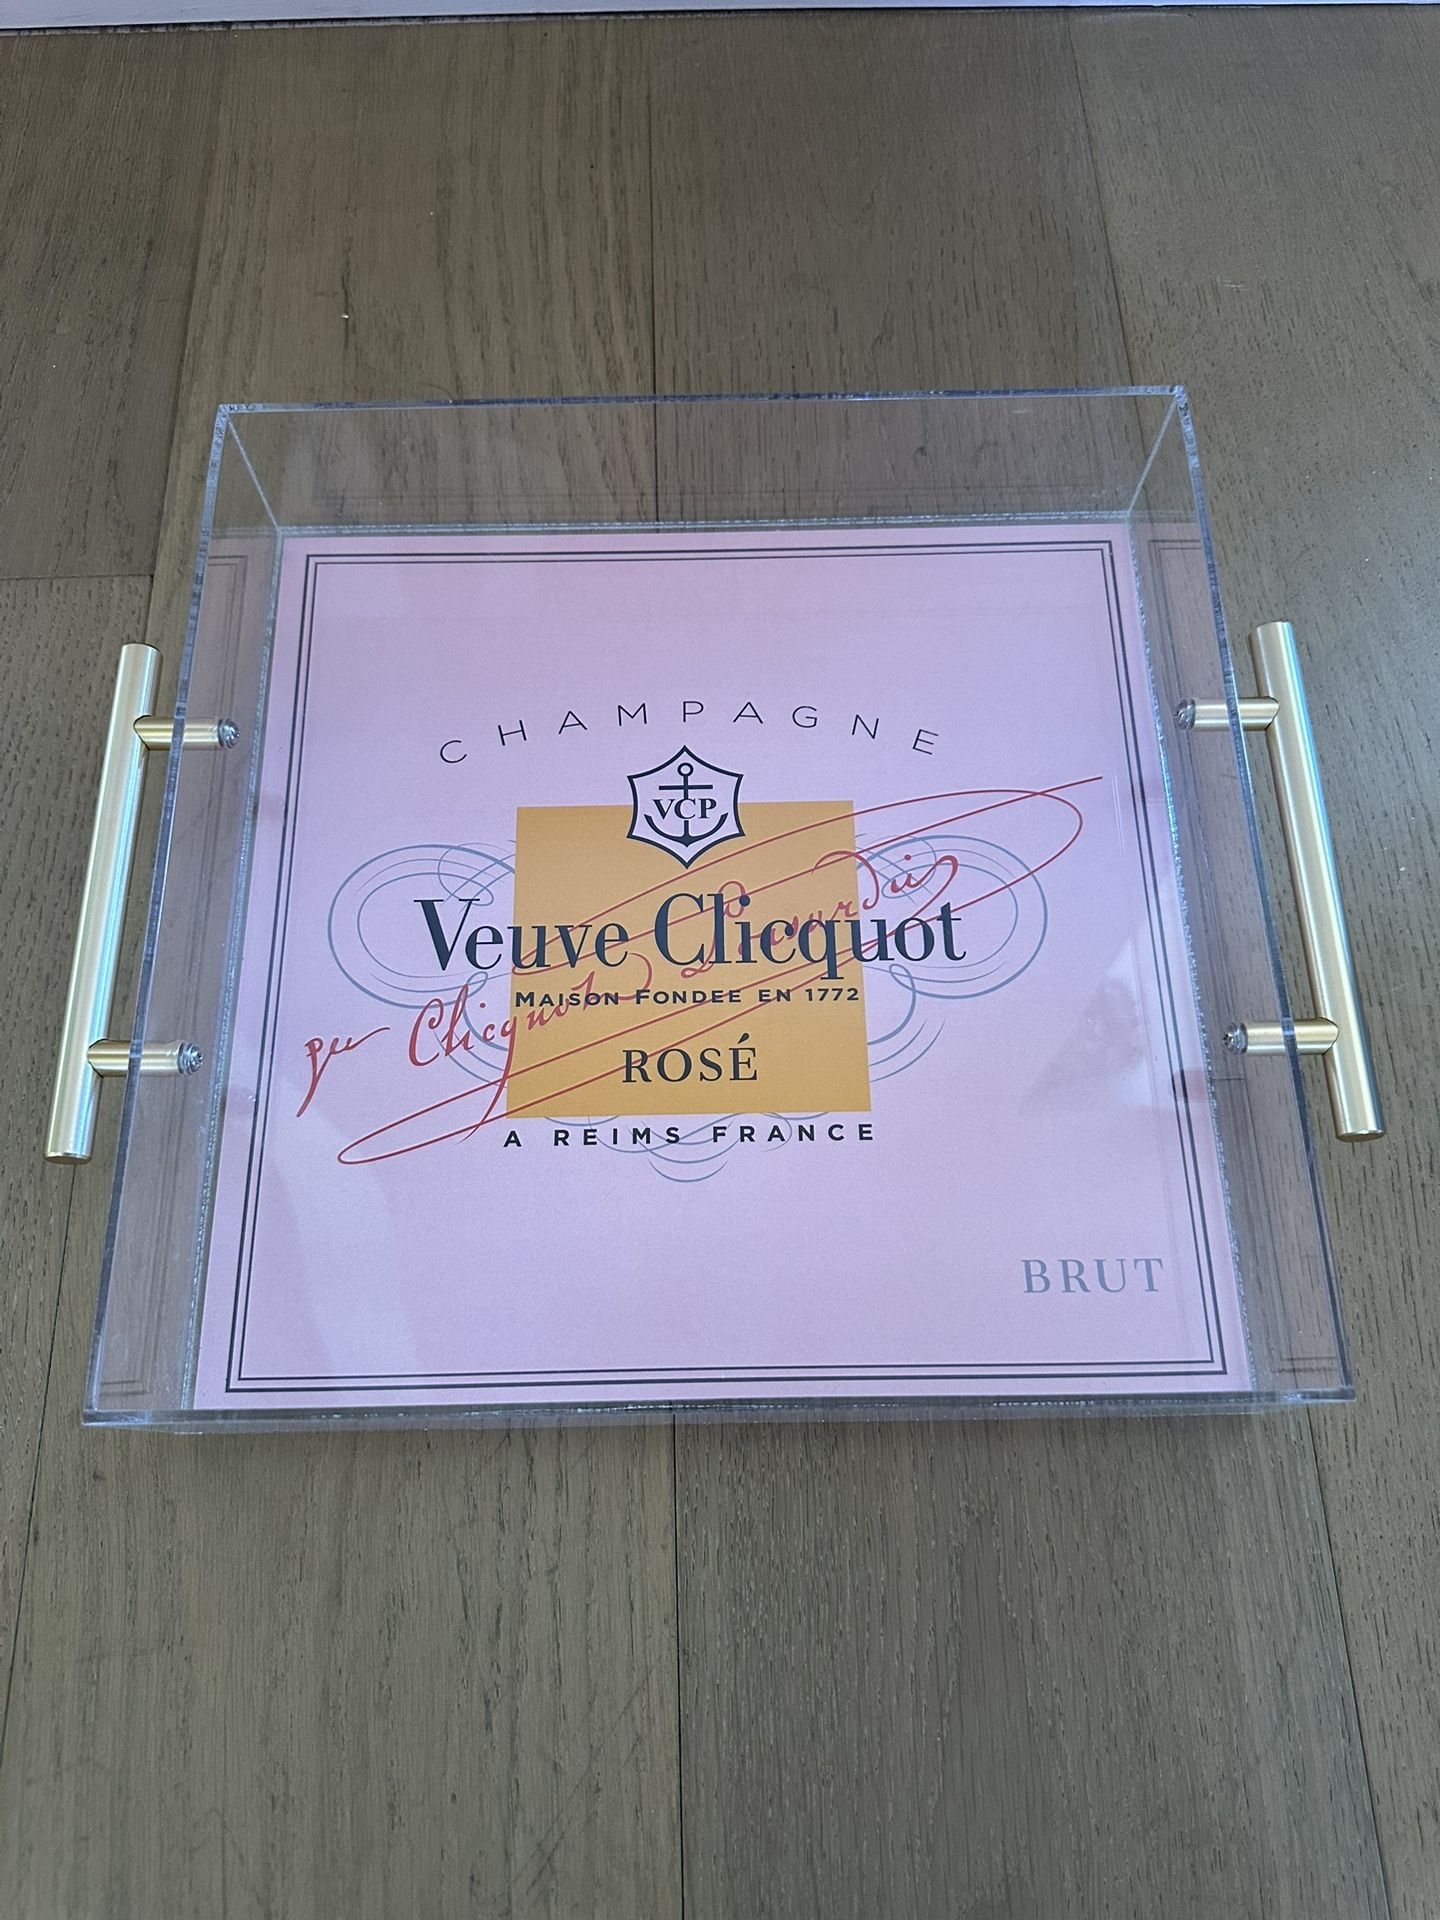 CHAMPAGNE
VCP
Veuve Clicquot
MAISON FONDEE EN 1772
ROSÉ
A REIMS FRANCE
BRUT